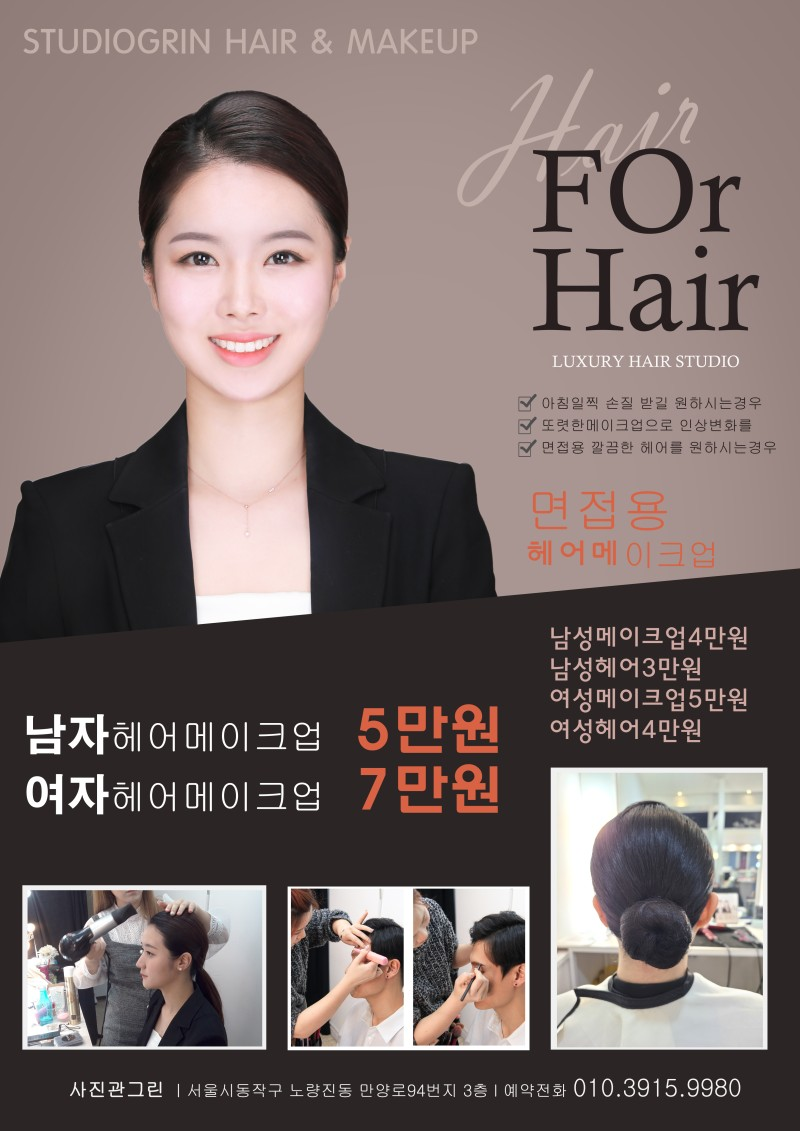 STUDIOGRIN HAIR & MAKEUP
Hair
FOr
Hair
LUXURY HAIR STUDIO
아침일찍 손질 받길 원하시는경우
또렷한메이크업으로 인상변화를
면접용 깔끔한 헤어를 원하시는경우
면접용
헤어메이크업
남성메이크업4만원
남성헤어3만원
여성메이크업5만원
여성헤어4만원
남자헤어메이크업 5만원
여자헤어메이크업 7만원
사진관그린 | 서울시동작구 노량진동 만양로94번지 3층 | 예약전화 010.3915.9980